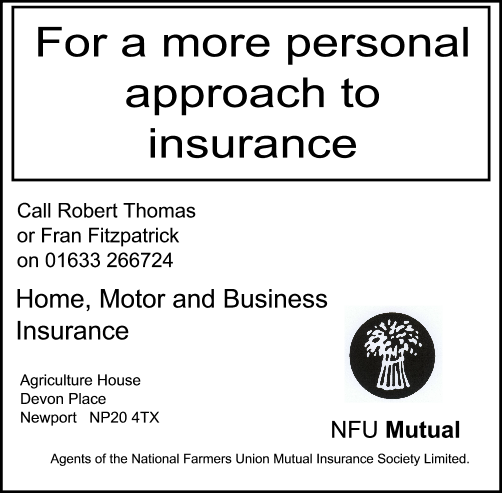 For a more personal
approach to
insurance
Call Robert Thomas
or Fran Fitzpatrick
on 01633 266724
Home, Motor and Business
Insurance
Agriculture House
Devon Place
Newport NP20 4TX
NFU Mutual
Agents of the National Farmers Union Mutual Insurance Society Limited.